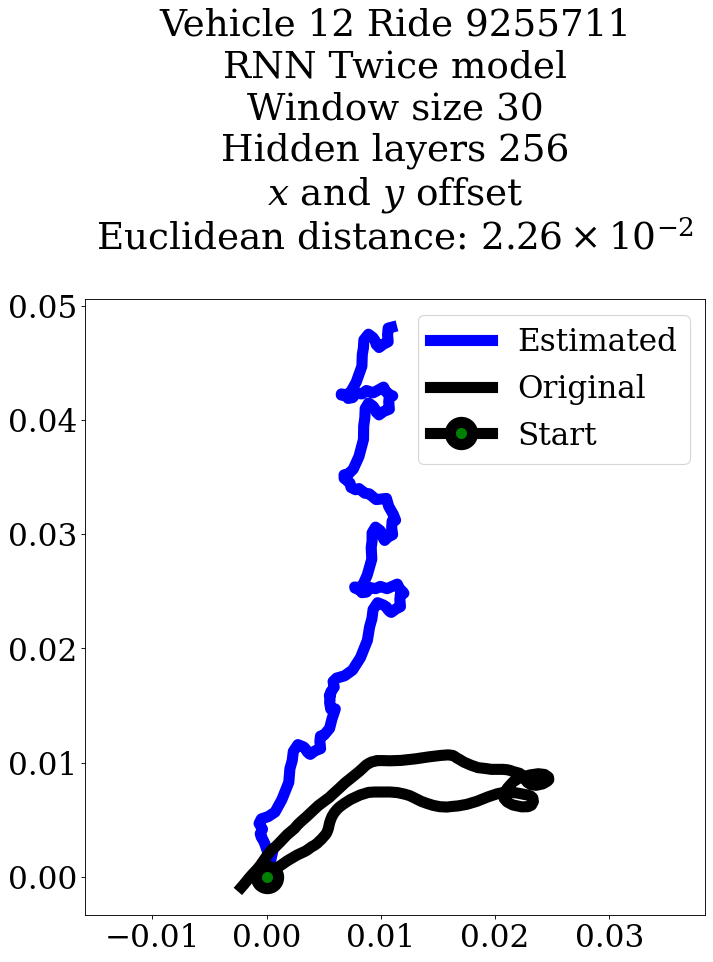 Vehicle 12 Ride 9255711
RNN Twice model
Window size 30
Hidden layers 256
x and y offset
Euclidean distance: 2.26 × 10⁻²
0.05
0.04
0.03
0.02
0.01
0.00
Estimated
Original
Start
−0.01 0.00 0.01 0.02 0.03